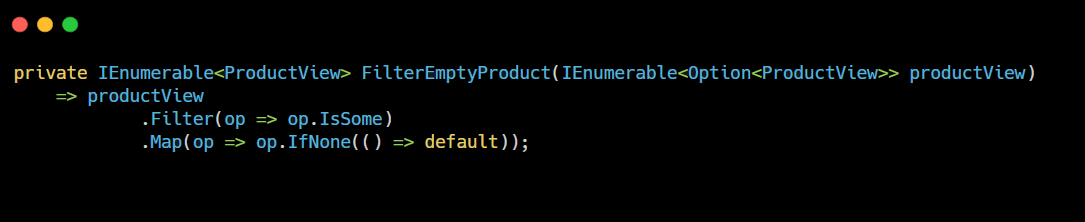 private IEnumerable<ProductView> FilterEmptyProduct(IEnumerable<Option<ProductView>> productView)
    => productView
            .Filter(op => op.IsSome)
            .Map(op => op.IfNone(() => default));